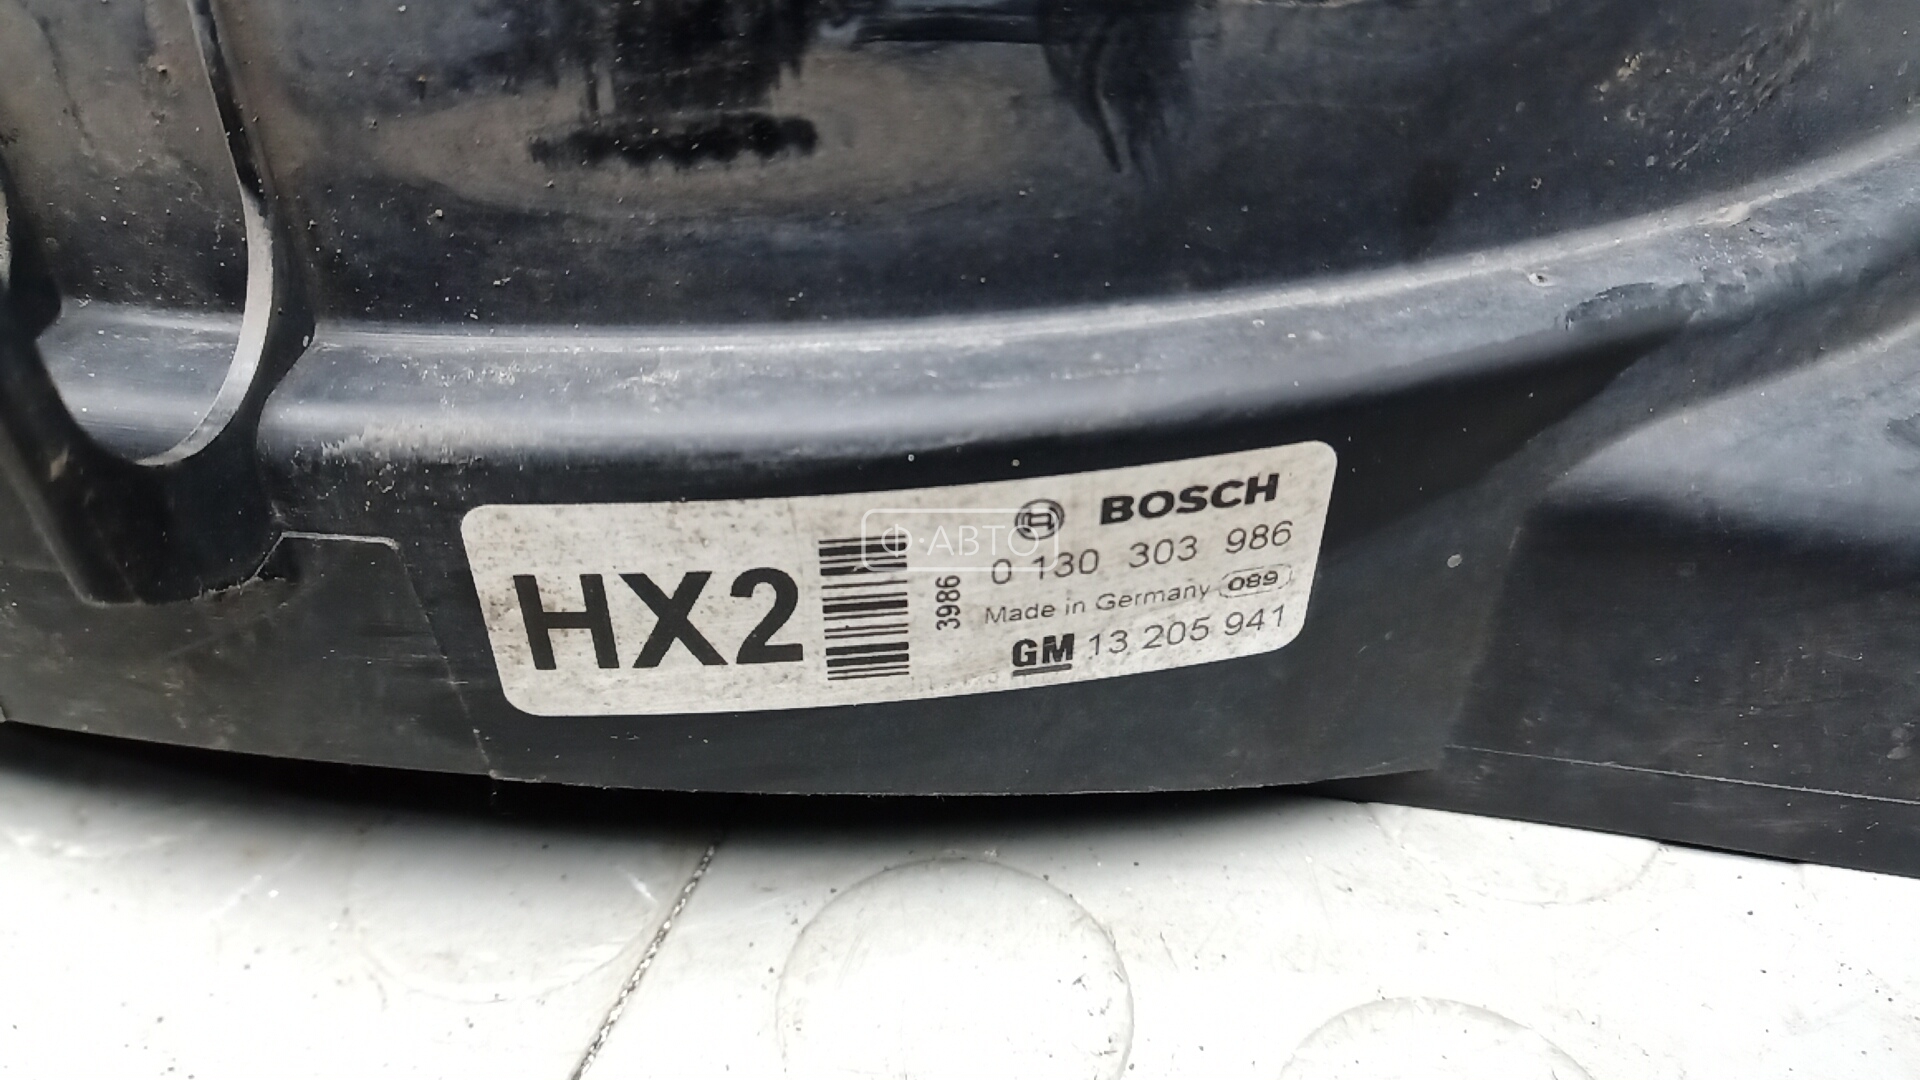 HX2
3986
BOSCH
0 130 303 986
Made in Germany 089
GM 13 205 941
Ф·АВТО